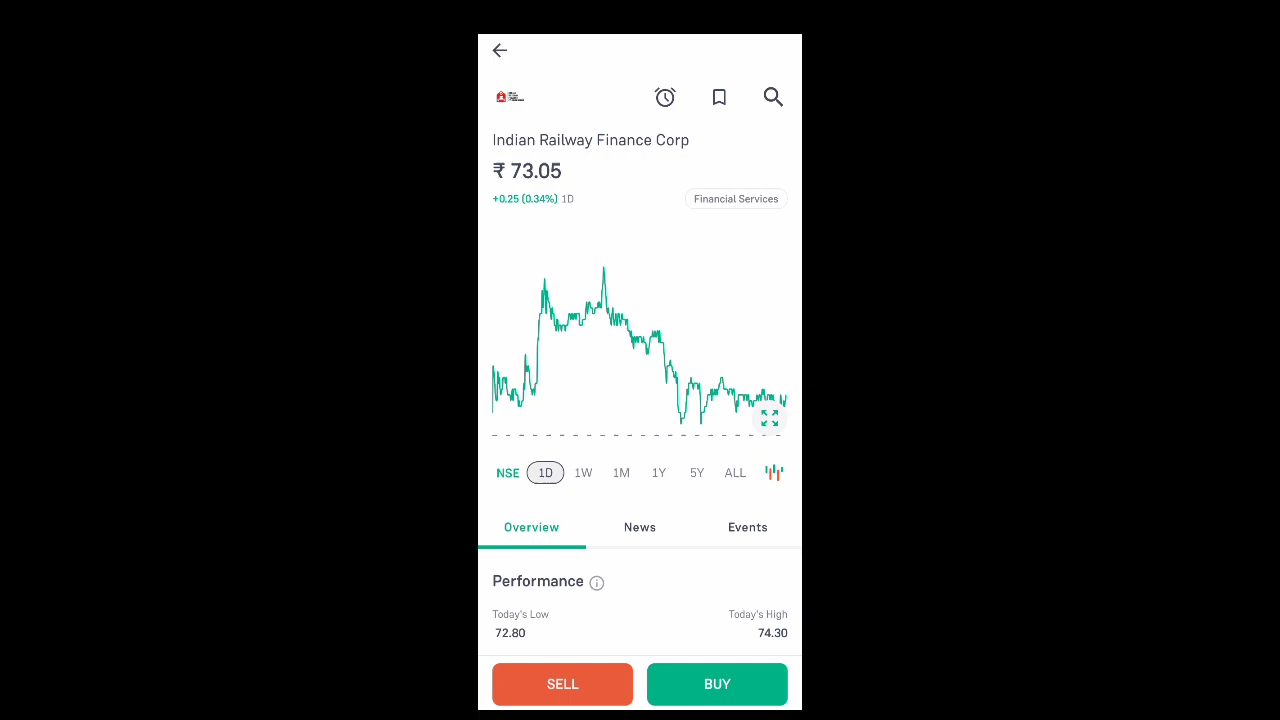 Indian Railway Finance Corp
₹ 73.05
+0.25 (0.34%) 1D
Financial Services
NSE 1D 1W 1M 1Y 5Y ALL
Overview News Events
Performance
Today's Low Today's High
72.80 74.30
SELL BUY